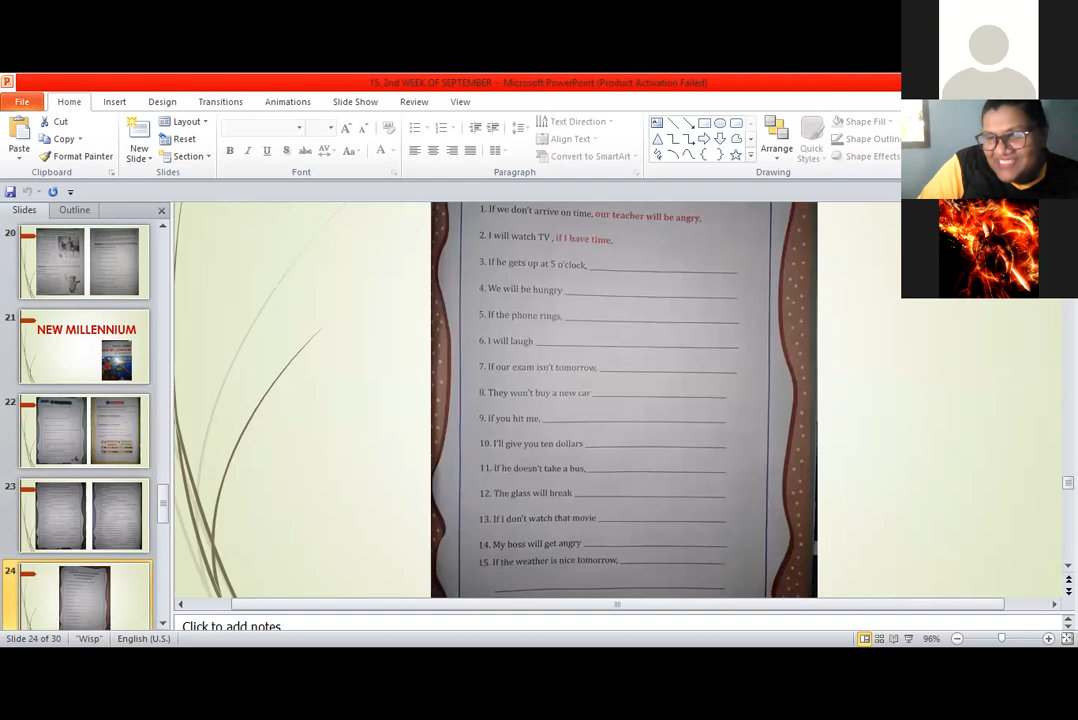 15. 2nd WEEK OF SEPTEMBER - Microsoft PowerPoint (Product Activation Failed)
File Home Insert Design Transitions Animations Slide Show Review View
Cut
Copy
Format Painter
Paste
Clipboard
New
Slide
Layout
Reset
Section
Slides
B I U S abc AV Aa A
Font
Text Direction
Align Text
Convert to SmartArt
Paragraph
Arrange
Quick
Styles
Shape Fill
Shape Outlin
Shape Effects
Drawing
Slides Outline
20
21
NEW MILLENNIUM
22
23
24
1. If we don't arrive on time, our teacher will be angry,
2. I will watch TV , if I have time,
3. If he gets up at 5 o'clock,
4. We will be hungry
5. If the phone rings,
6. I will laugh
7. If our exam isn't tomorrow,
8. They won't buy a new car
9. If you hit me,
10. I'll give you ten dollars
11. If he doesn't take a bus,
12. The glass will break
13. If I don't watch that movie
14. My boss will get angry
15. If the weather is nice tomorrow,
Click to add notes
Slide 24 of 30 "Wisp" English (U.S.) 96%